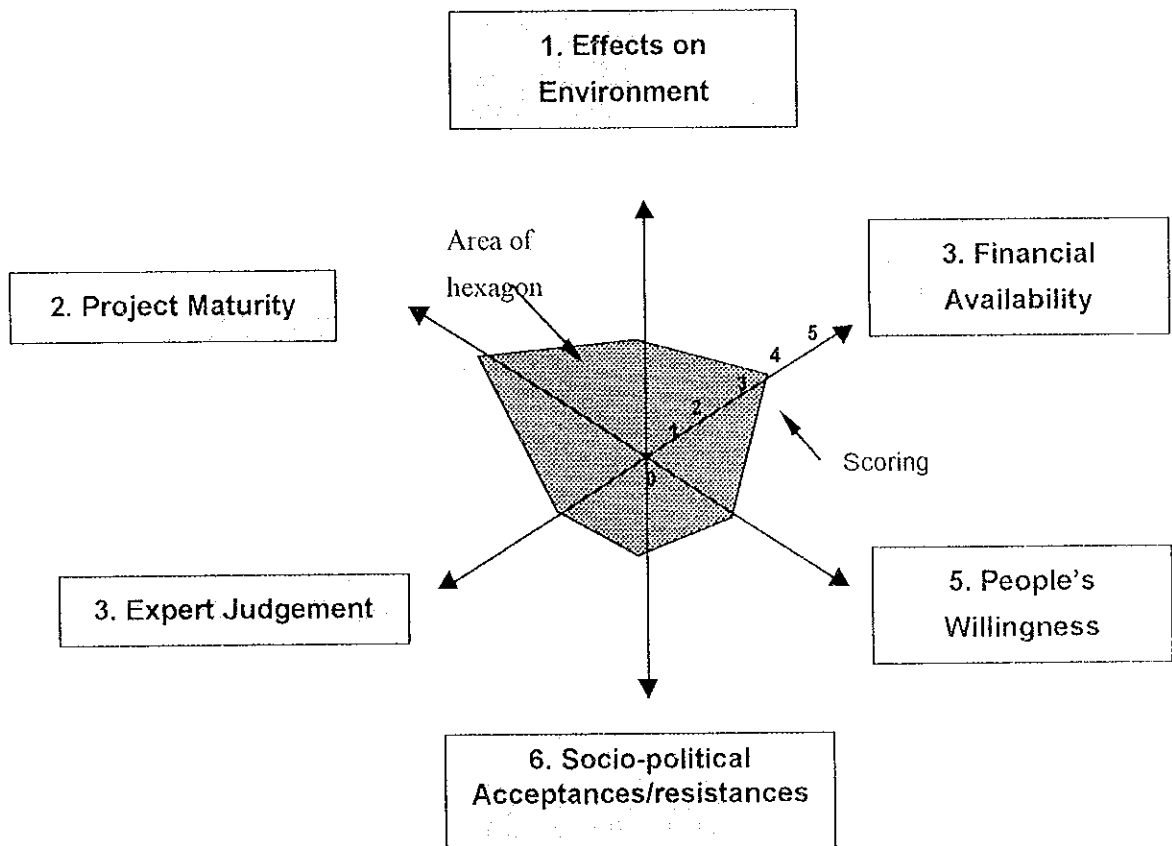 1. Effects on
Environment
Area of
hexagon
3. Financial
Availability
2. Project Maturity
5
4
3
2
1
0
Scoring
3. Expert Judgement
5. People's
Willingness
6. Socio-political
Acceptances/resistances